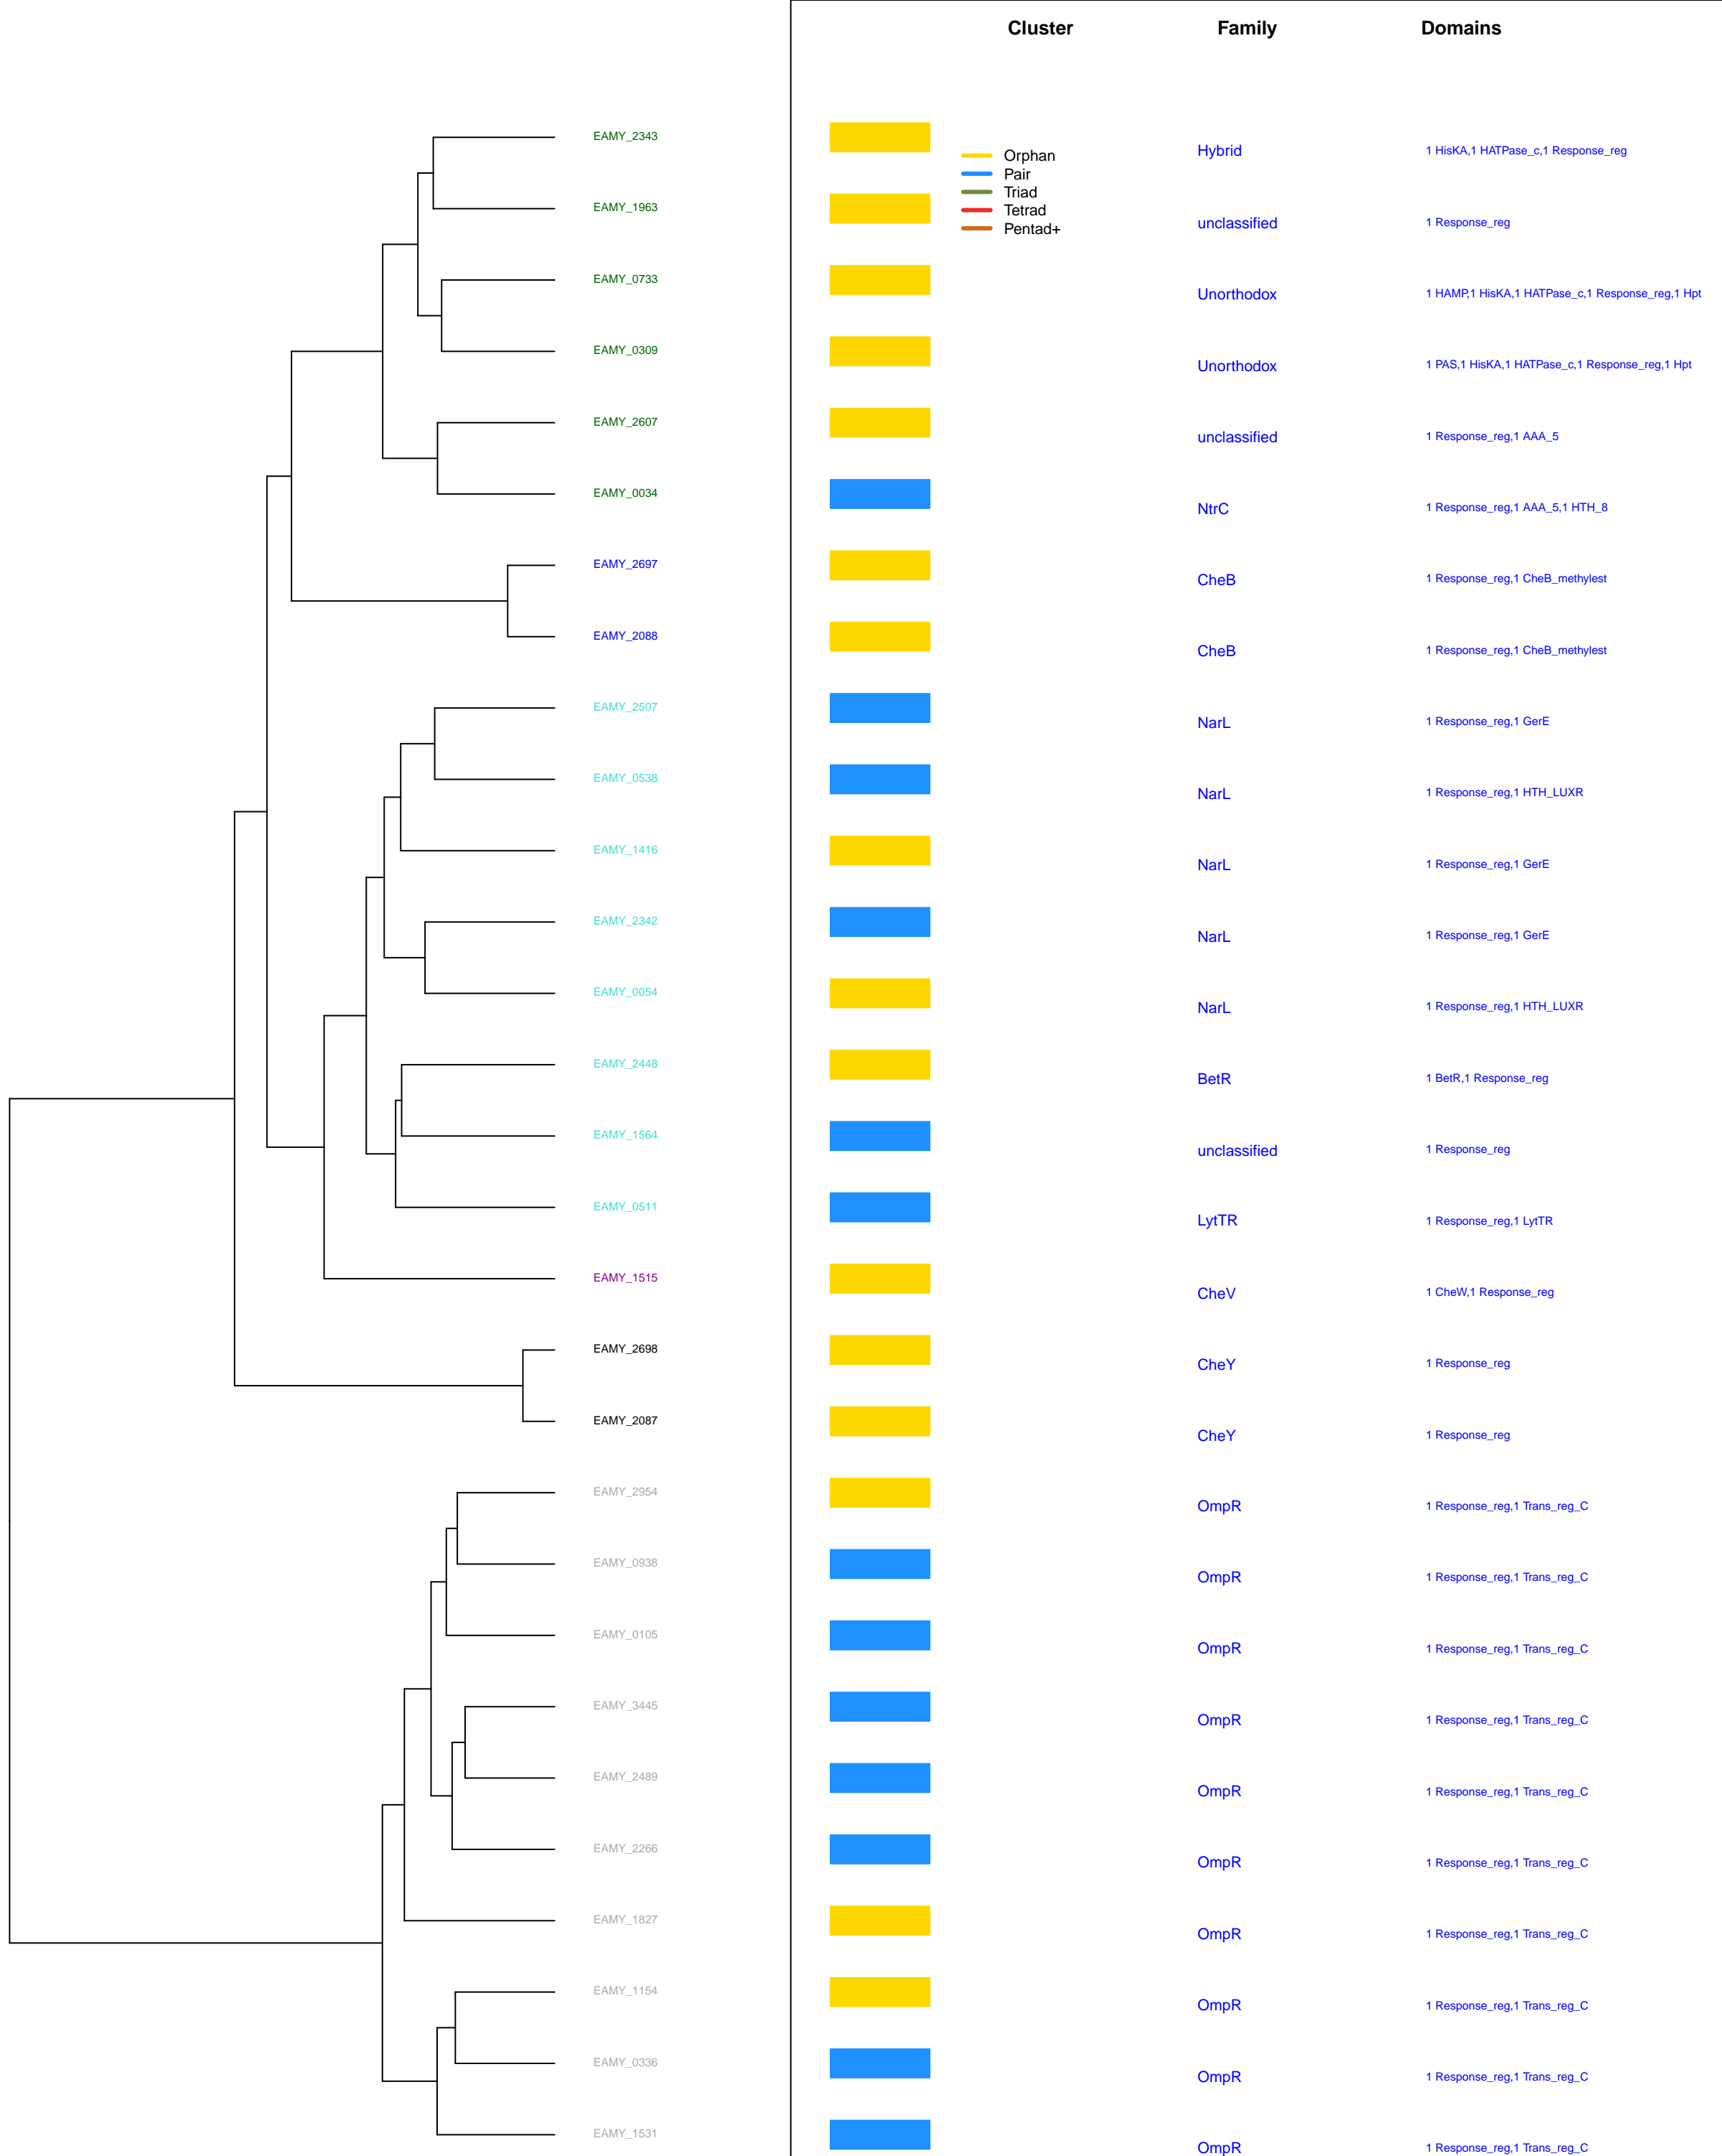 Cluster Family Domains
EAMY_2343 Hybrid 1 HisKA,1 HATPase_c,1 Response_reg
Orphan
Pair
Triad
Tetrad
Pentad+
EAMY_1963 unclassified 1 Response_reg
EAMY_0733 Unorthodox 1 HAMP,1 HisKA,1 HATPase_c,1 Response_reg,1 Hpt
EAMY_0309 Unorthodox 1 PAS,1 HisKA,1 HATPase_c,1 Response_reg,1 Hpt
EAMY_2607 unclassified 1 Response_reg,1 AAA_5
EAMY_0034 NtrC 1 Response_reg,1 AAA_5,1 HTH_8
EAMY_2697 CheB 1 Response_reg,1 CheB_methylest
EAMY_2088 CheB 1 Response_reg,1 CheB_methylest
EAMY_2507 NarL 1 Response_reg,1 GerE
EAMY_0538 NarL 1 Response_reg,1 HTH_LUXR
EAMY_1416 NarL 1 Response_reg,1 GerE
EAMY_2342 NarL 1 Response_reg,1 GerE
EAMY_0054 NarL 1 Response_reg,1 HTH_LUXR
EAMY_2448 BetR 1 BetR,1 Response_reg
EAMY_1564 unclassified 1 Response_reg
EAMY_0511 LytTR 1 Response_reg,1 LytTR
EAMY_1515 CheV 1 CheW,1 Response_reg
EAMY_2698 CheY 1 Response_reg
EAMY_2087 CheY 1 Response_reg
EAMY_2954 OmpR 1 Response_reg,1 Trans_reg_C
EAMY_0938 OmpR 1 Response_reg,1 Trans_reg_C
EAMY_0105 OmpR 1 Response_reg,1 Trans_reg_C
EAMY_3445 OmpR 1 Response_reg,1 Trans_reg_C
EAMY_2489 OmpR 1 Response_reg,1 Trans_reg_C
EAMY_2266 OmpR 1 Response_reg,1 Trans_reg_C
EAMY_1827 OmpR 1 Response_reg,1 Trans_reg_C
EAMY_1154 OmpR 1 Response_reg,1 Trans_reg_C
EAMY_0336 OmpR 1 Response_reg,1 Trans_reg_C
EAMY_1531 OmpR 1 Response_reg,1 Trans_reg_C